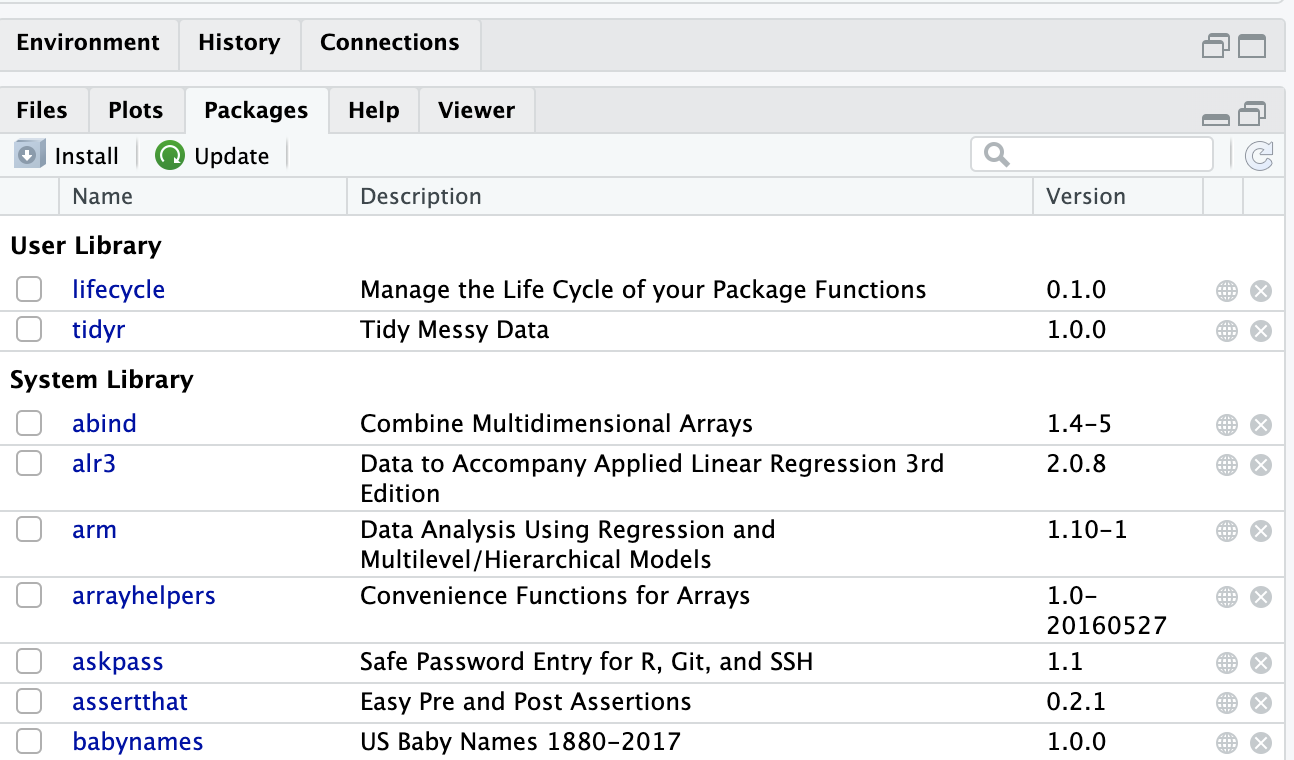 Environment History Connections
Files Plots Packages Help Viewer
Install Update
Name Description Version
User Library
lifecycle Manage the Life Cycle of your Package Functions 0.1.0
tidyr Tidy Messy Data 1.0.0
System Library
abind Combine Multidimensional Arrays 1.4-5
alr3 Data to Accompany Applied Linear Regression 3rd 2.0.8
Edition
arm Data Analysis Using Regression and 1.10-1
Multilevel/Hierarchical Models
arrayhelpers Convenience Functions for Arrays 1.0-
20160527
askpass Safe Password Entry for R, Git, and SSH 1.1
assertthat Easy Pre and Post Assertions 0.2.1
babynames US Baby Names 1880-2017 1.0.0